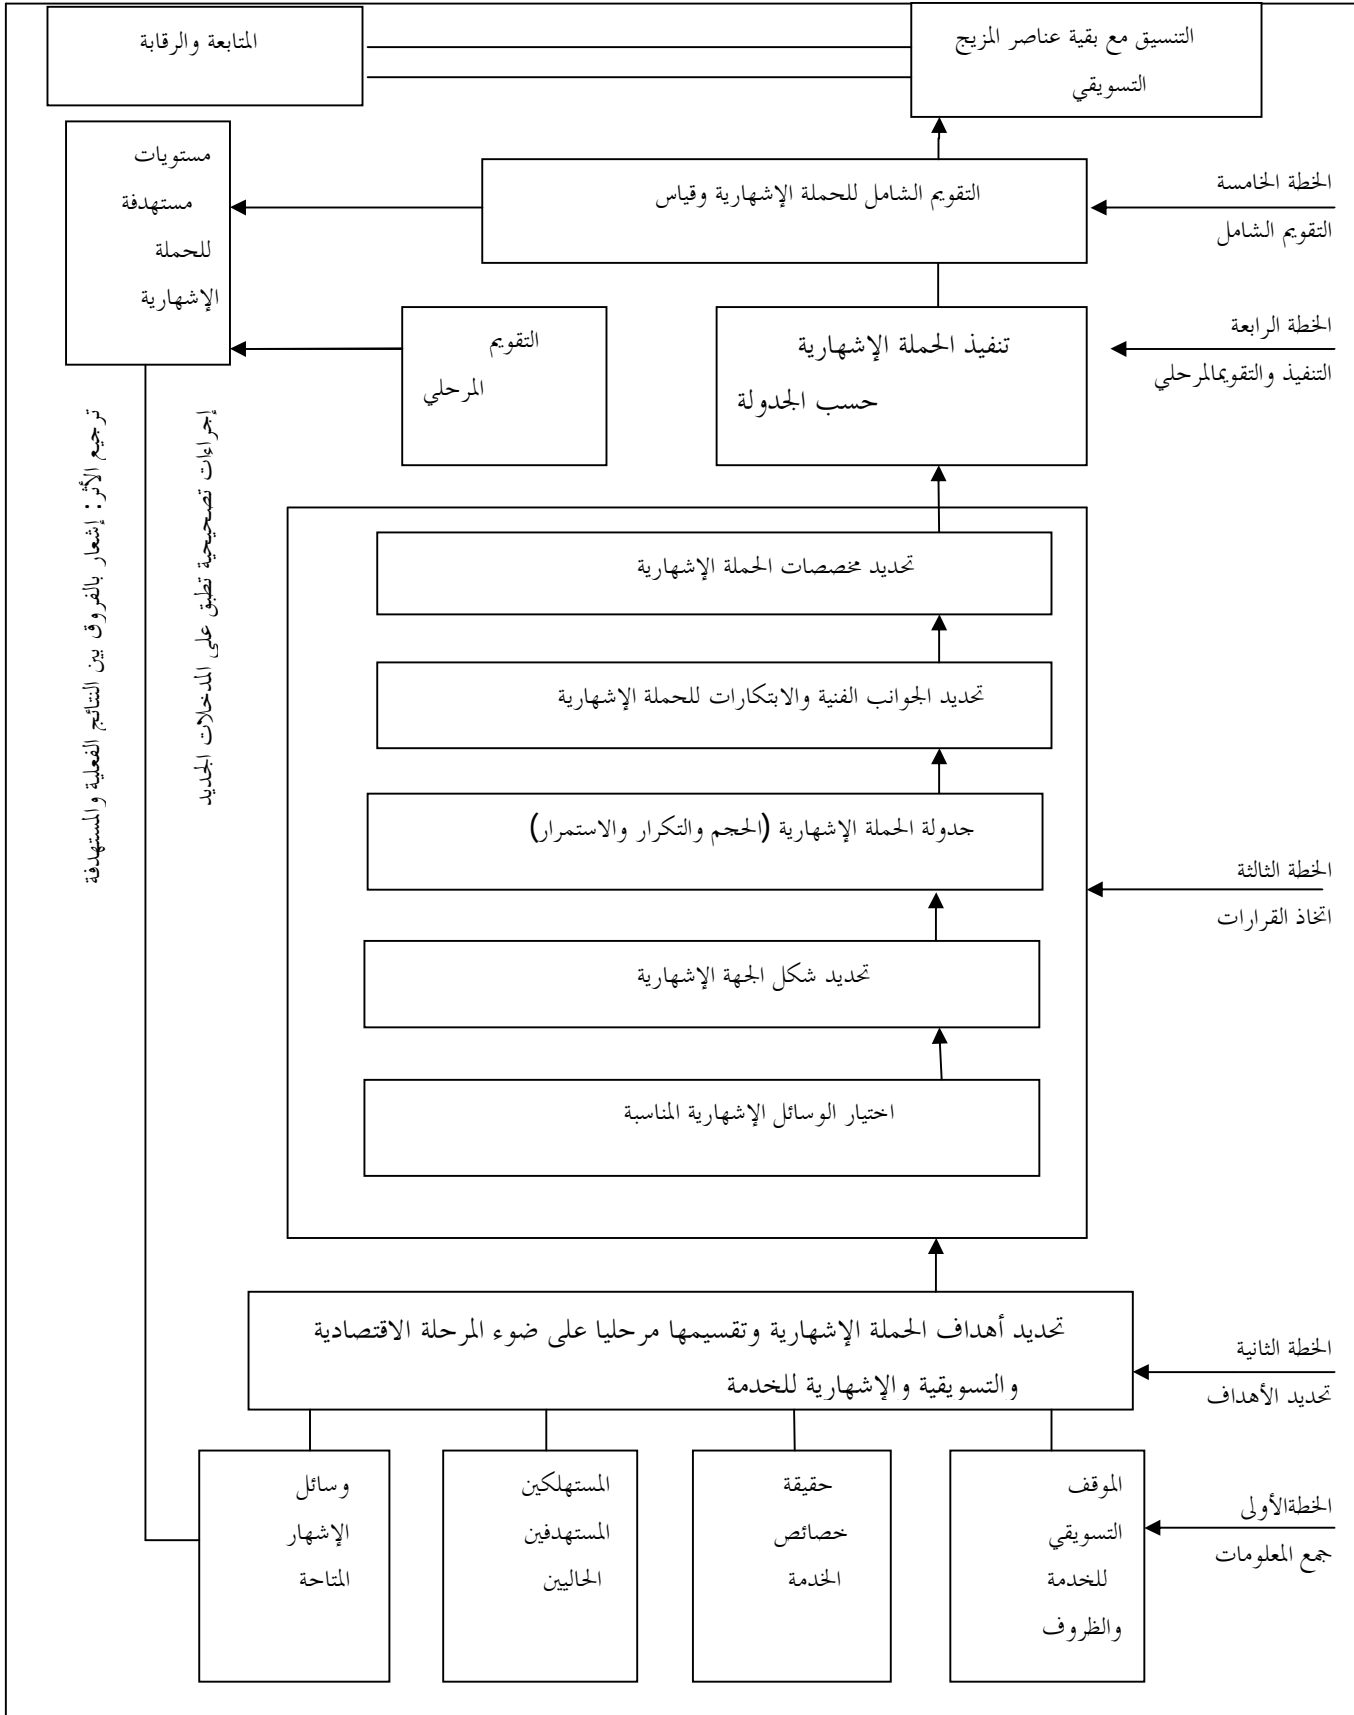 التنسيق مع بقية عناصر المزيج
التسويقي
المتابعة والرقابة
مستويات
مستهدفة
للحملة
الإشهارية
التقويم الشامل للحملة الإشهارية وقياس
الخطة الخامسة
التقويم الشامل
تنفيذ الحملة الإشهارية
حسب الجدولة
التقويم
المرحلي
الخطة الرابعة
التنفيذ والتقويمالمرحلي
إجراءات تصحيحية تطبق على المدخلات الجديد
ترجيع الأثر: إشعار بالفروق بين النتائج الفعلية والمستهدفة
تحديد مخصصات الحملة الإشهارية
تحديد الجوانب الفنية والابتكارات للحملة الإشهارية
جدولة الحملة الإشهارية (الحجم والتكرار والاستمرار)
الخطة الثالثة
اتخاذ القرارات
تحديد شكل الجهة الإشهارية
اختيار الوسائل الإشهارية المناسبة
تحديد أهداف الحملة الإشهارية وتقسيمها مرحليا على ضوء المرحلة الاقتصادية
والتسويقية والإشهارية للخدمة
الخطة الثانية
تحديد الأهداف
الموقف
التسويقي
للخدمة
والظروف
حقيقة
خصائص
الخدمة
المستهلكين
المستهدفين
الحاليين
وسائل
الإشهار
المتاحة
الخطةالأولى
جمع المعلومات